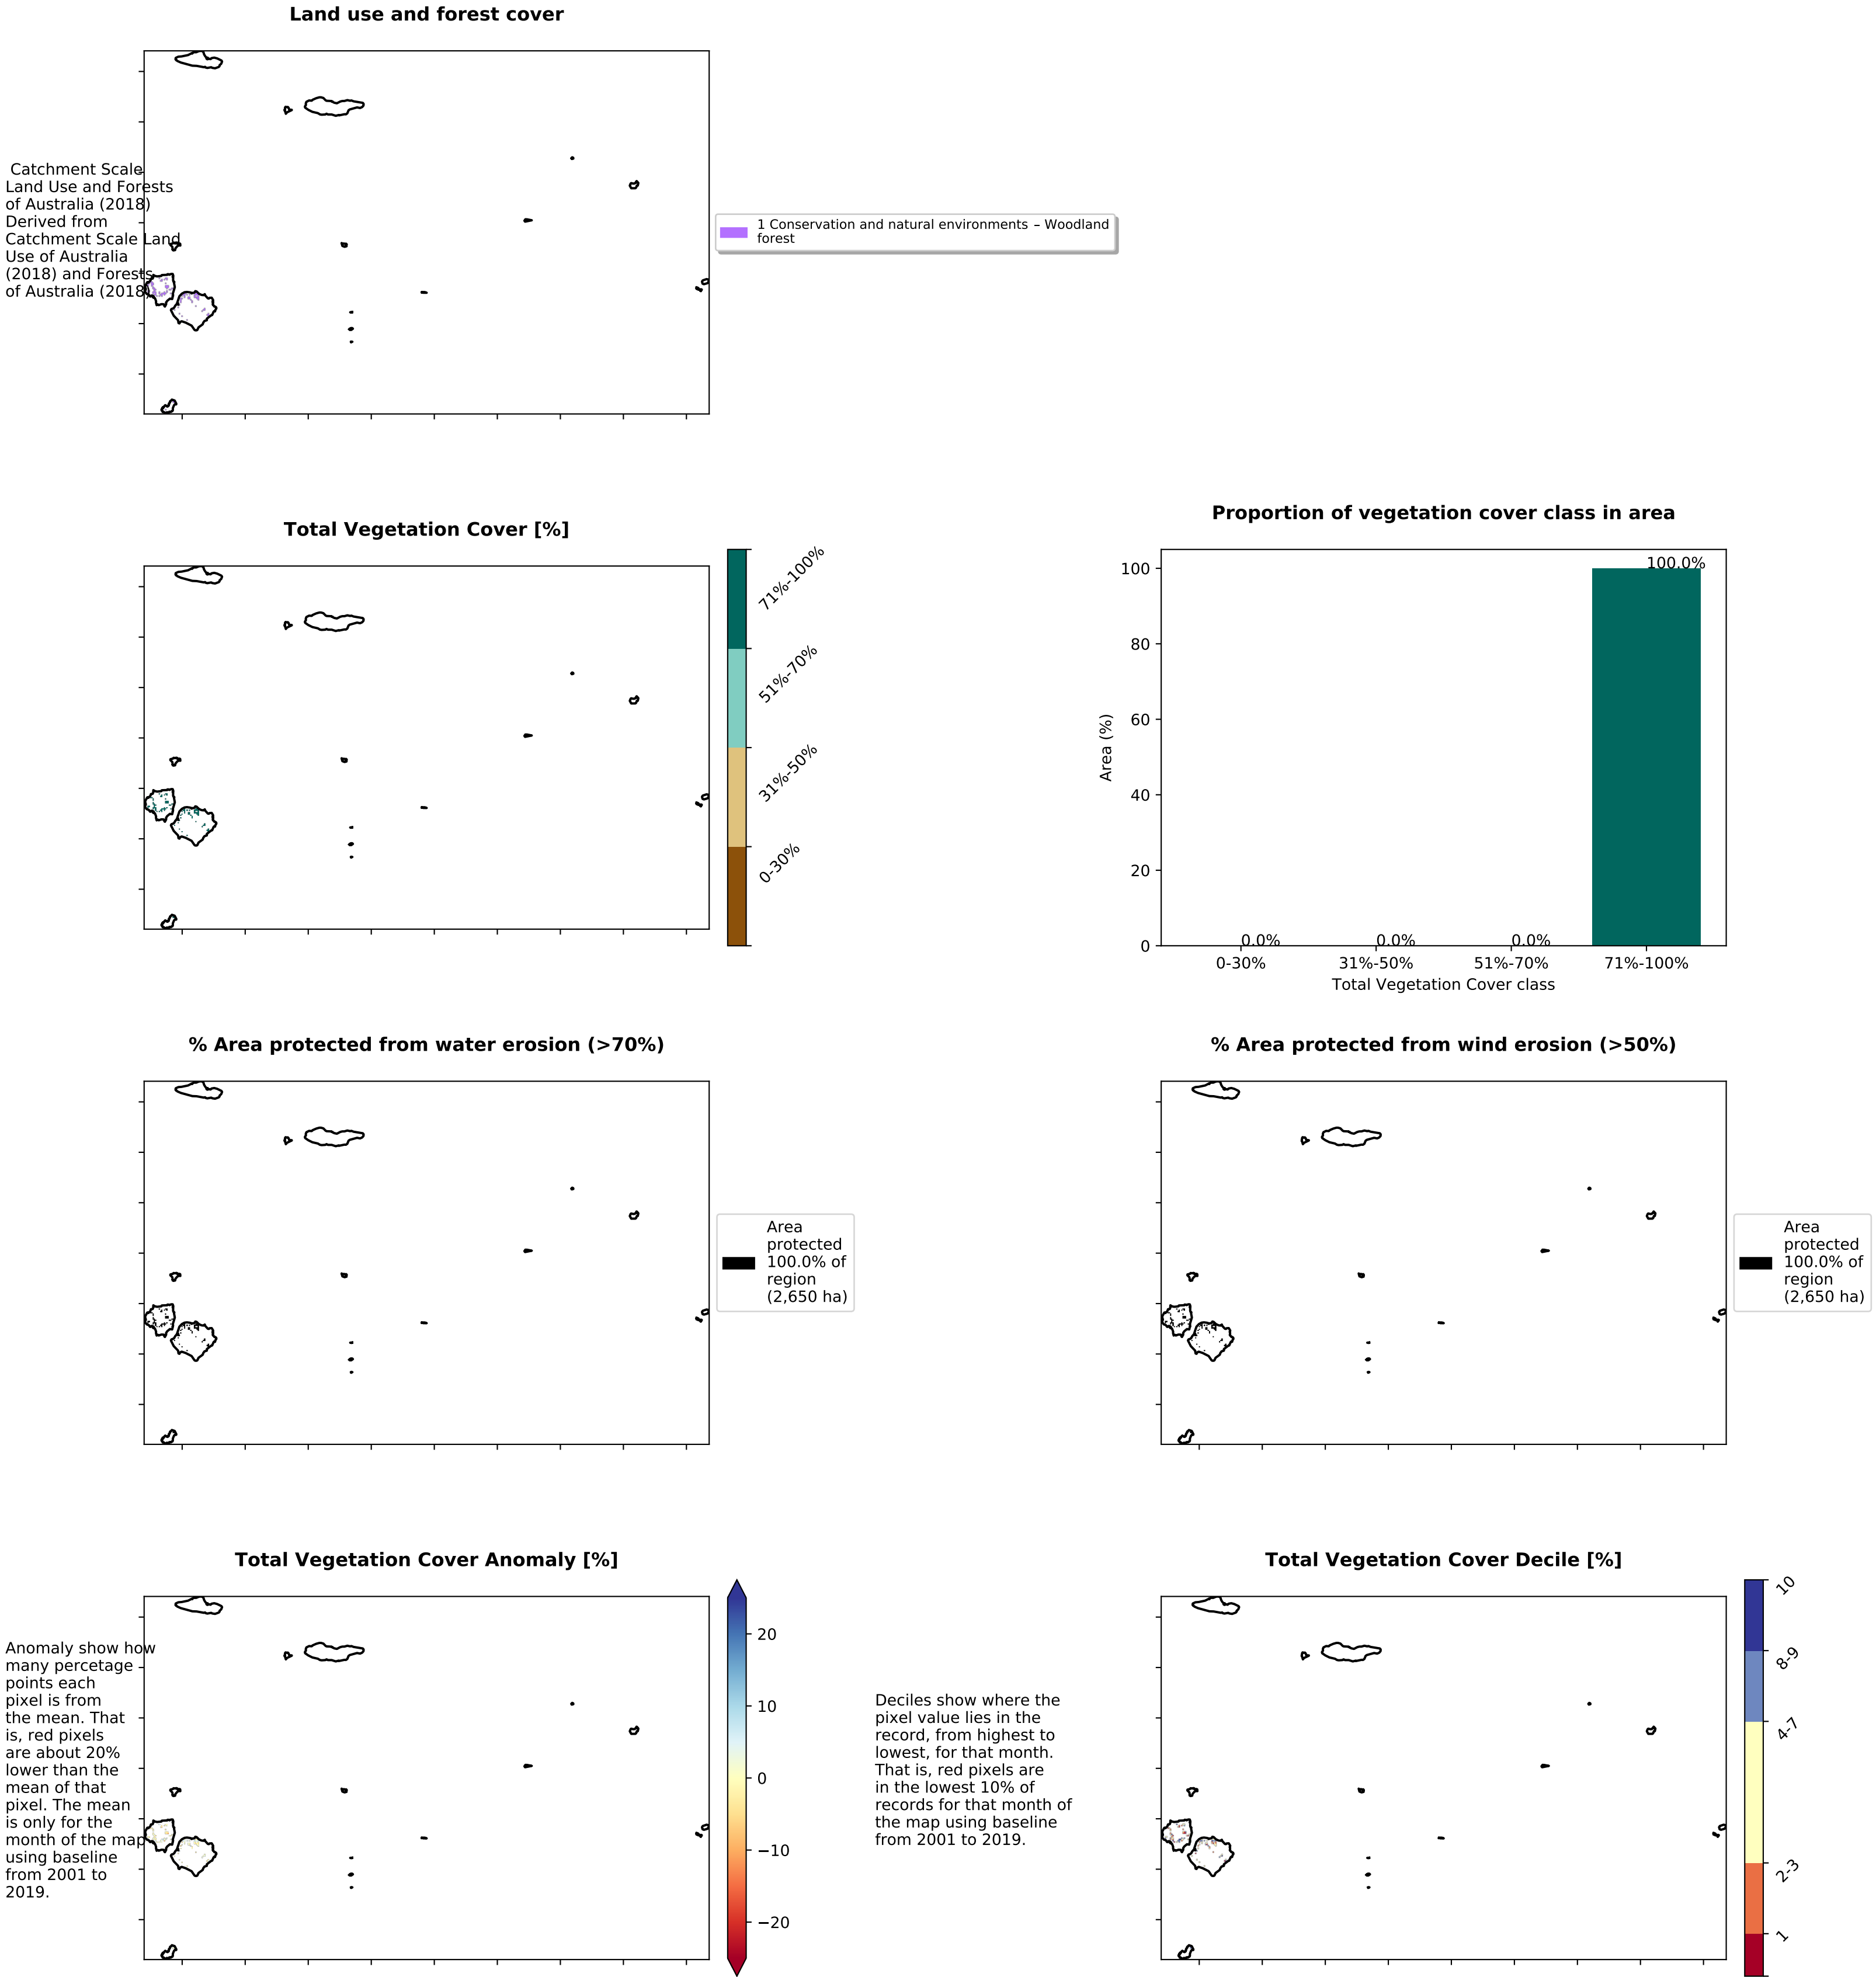 Land use and forest cover
Catchment Scale
Land Use and Forests
of Australia (2018)
Derived from
Catchment Scale Land
Use of Australia
(2018) and Forests
of Australia (2018)
1 Conservation and natural environments – Woodland
forest
Total Vegetation Cover [%]
71%-100%
51%-70%
31%-50%
0-30%
Proportion of vegetation cover class in area
Area (%)
100
80
60
40
20
0
0.0%
0.0%
0.0%
100.0%
0-30%
31%-50%
51%-70%
71%-100%
Total Vegetation Cover class
% Area protected from water erosion (>70%)
Area
protected
100.0% of
region
(2,650 ha)
% Area protected from wind erosion (>50%)
Area
protected
100.0% of
region
(2,650 ha)
Total Vegetation Cover Anomaly [%]
Anomaly show how
many percetage
points each
pixel is from
the mean. That
is, red pixels
are about 20%
lower than the
mean of that
pixel. The mean
is only for the
month of the map
using baseline
from 2001 to
2019.
20
10
0
−10
−20
Total Vegetation Cover Decile [%]
Deciles show where the
pixel value lies in the
record, from highest to
lowest, for that month.
That is, red pixels are
in the lowest 10% of
records for that month of
the map using baseline
from 2001 to 2019.
10
8-9
4-7
2-3
1